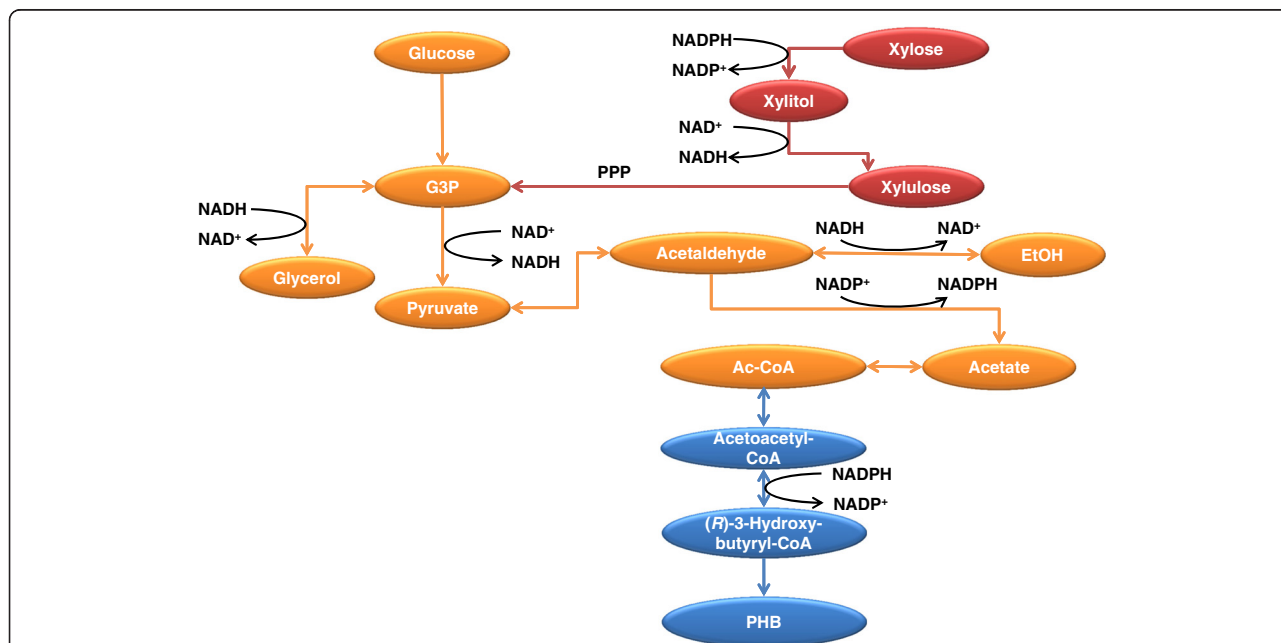 Glucose
NADPH
NADP+
Xylose
Xylitol
NAD+
NADH
PPP
G3P
Xylulose
NADH
NAD+
Glycerol
NAD+
NADH
Pyruvate
Acetaldehyde
NADH
NAD+
EtOH
NADP+
NADPH
Ac-CoA
Acetate
Acetoacetyl-
CoA
NADPH
NADP+
(R)-3-Hydroxy-
butyryl-CoA
PHB